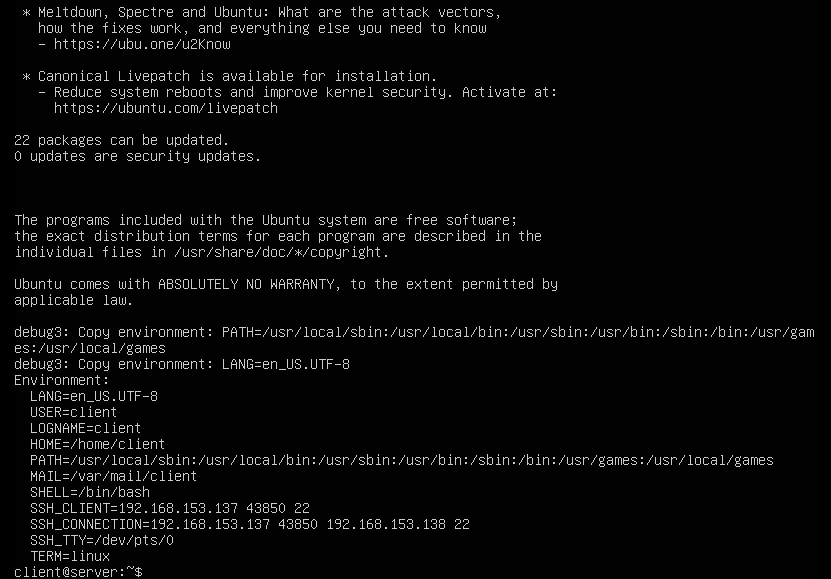 * Meltdown, Spectre and Ubuntu: What are the attack vectors,
how the fixes work, and everything else you need to know
- https://ubu.one/u2Know
* Canonical Livepatch is available for installation.
- Reduce system reboots and improve kernel security. Activate at:
https://ubuntu.com/livepatch
22 packages can be updated.
0 updates are security updates.
The programs included with the Ubuntu system are free software;
the exact distribution terms for each program are described in the
individual files in /usr/share/doc/*/copyright.
Ubuntu comes with ABSOLUTELY NO WARRANTY, to the extent permitted by
applicable law.
debug3: Copy environment: PATH=/usr/local/sbin:/usr/local/bin:/usr/sbin:/usr/bin:/sbin:/bin:/usr/gam
es:/usr/local/games
debug3: Copy environment: LANG=en_US.UTF-8
Environment:
LANG=en_US.UTF-8
USER=client
LOGNAME=client
HOME=/home/client
PATH=/usr/local/sbin:/usr/local/bin:/usr/sbin:/usr/bin:/sbin:/bin:/usr/games:/usr/local/games
MAIL=/var/mail/client
SHELL=/bin/bash
SSH_CLIENT=192.168.153.137 43850 22
SSH_CONNECTION=192.168.153.137 43850 192.168.153.138 22
SSH_TTY=/dev/pts/0
TERM=linux
client@server:~$